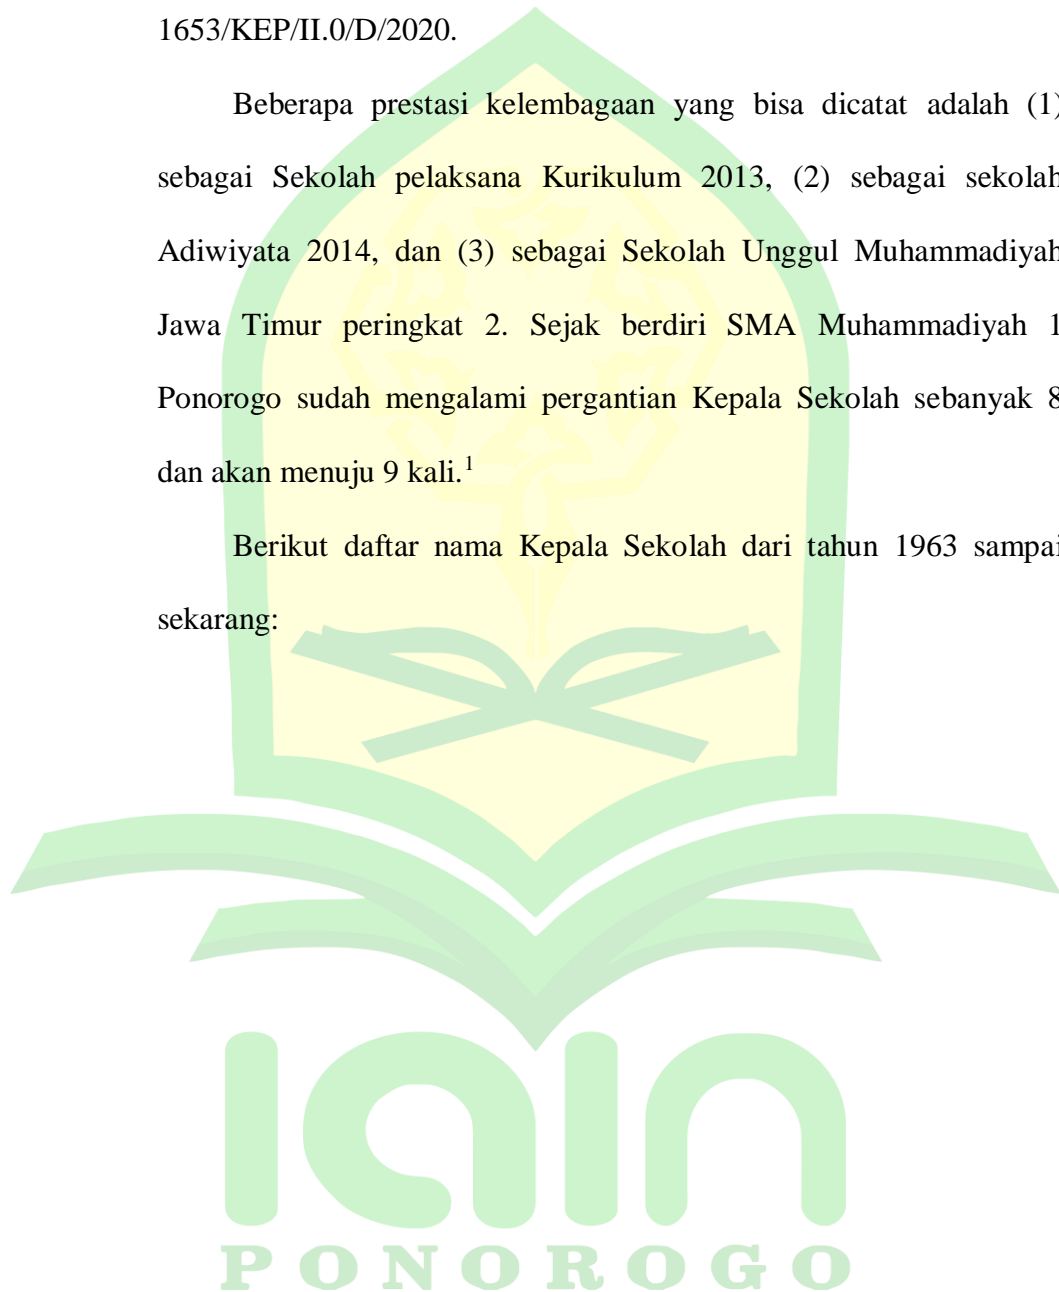 1653/KEP/II.0/D/2020.
Beberapa prestasi kelembagaan yang bisa dicatat adalah (1)
sebagai Sekolah pelaksana Kurikulum 2013, (2) sebagai sekolah
Adiwiyata 2014, dan (3) sebagai Sekolah Unggul Muhammadiyah
Jawa Timur peringkat 2. Sejak berdiri SMA Muhammadiyah 1
Ponorogo sudah mengalami pergantian Kepala Sekolah sebanyak 8
dan akan menuju 9 kali.1
Berikut daftar nama Kepala Sekolah dari tahun 1963 sampai
sekarang:
IAIN
PONOROGO